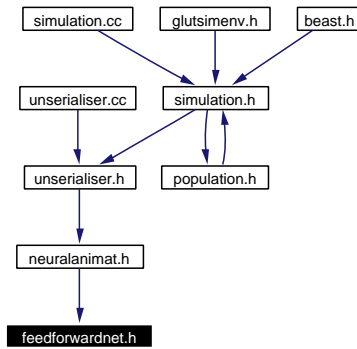 simulation.cc glutsimenv.h beast.h
unserialiser.cc simulation.h
unserialiser.h population.h
neuralanimat.h
feedforwardnet.h